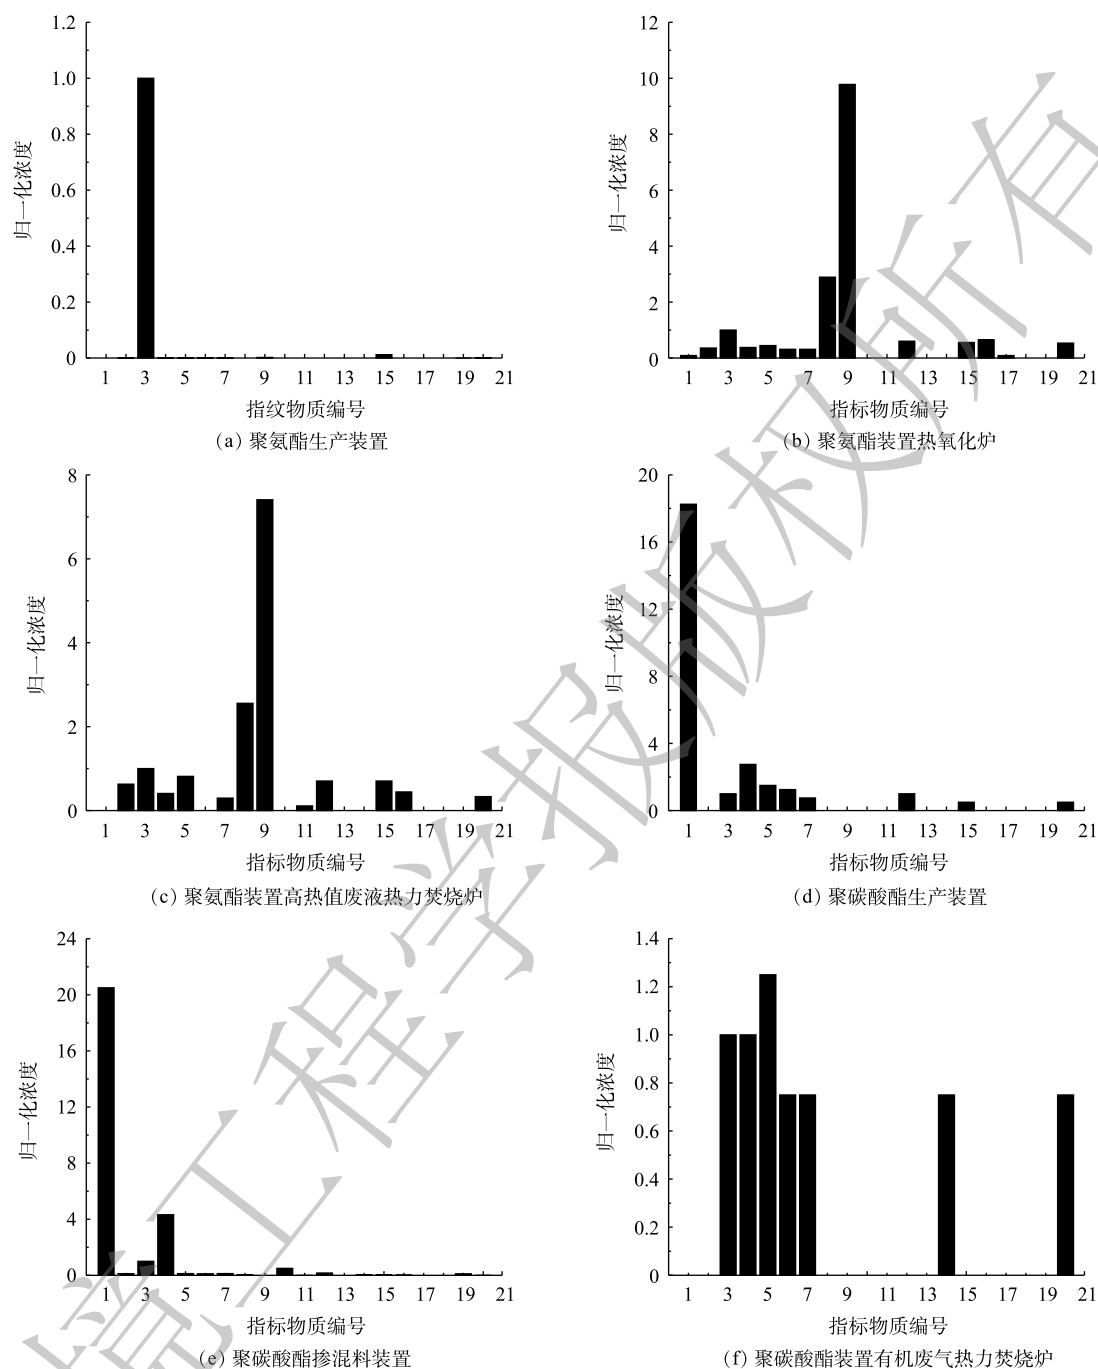 1.2
1.0
0.8
0.6
0.4
0.2
0
归一化浓度
1 3 5 7 9 11 13 15 17 19 21
指纹物质编号
(a) 聚氨酯生产装置
12
10
8
6
4
2
0
归一化浓度
1 3 5 7 9 11 13 15 17 19 21
指标物质编号
(b) 聚氨酯装置热氧化炉
8
6
4
2
0
归一化浓度
1 3 5 7 9 11 13 15 17 19 21
指标物质编号
(c) 聚氨酯装置高热值废液热力焚烧炉
20
16
12
8
4
0
归一化浓度
1 3 5 7 9 11 13 15 17 19 21
指标物质编号
(d) 聚碳酸酯生产装置
24
20
16
12
8
4
0
归一化浓度
1 3 5 7 9 11 13 15 17 19 21
指标物质编号
(e) 聚碳酸酯掺混料装置
1.4
1.2
1.0
0.8
0.6
0.4
0.2
0
归一化浓度
1 3 5 7 9 11 13 15 17 19 21
指标物质编号
(f) 聚碳酸酯装置有机废气热力焚烧炉
境工程学报版权所有